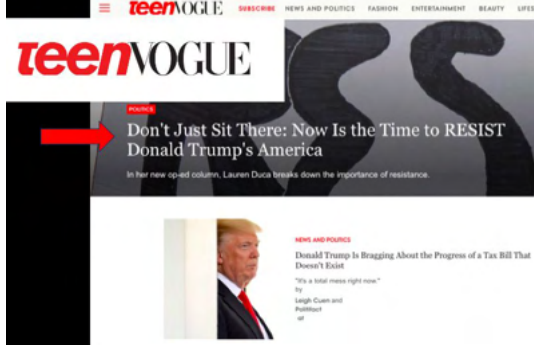 teenVOGUE SUBSCRIBE NEWS AND POLITICS FASHION ENTERTAINMENT BEAUTY LIFES
teenVOGUE
RS
POLITICS
Don't Just Sit There: Now Is the Time to RESIST
Donald Trump's America
In her new op-ed column, Lauren Duca breaks down the importance of resistance.
NEWS AND POLITICS
Donald Trump Is Bragging About the Progress of a Tax Bill That
Doesn't Exist
"It's a total mess right now."
by
Leigh Cuen and
PolitiFact
at